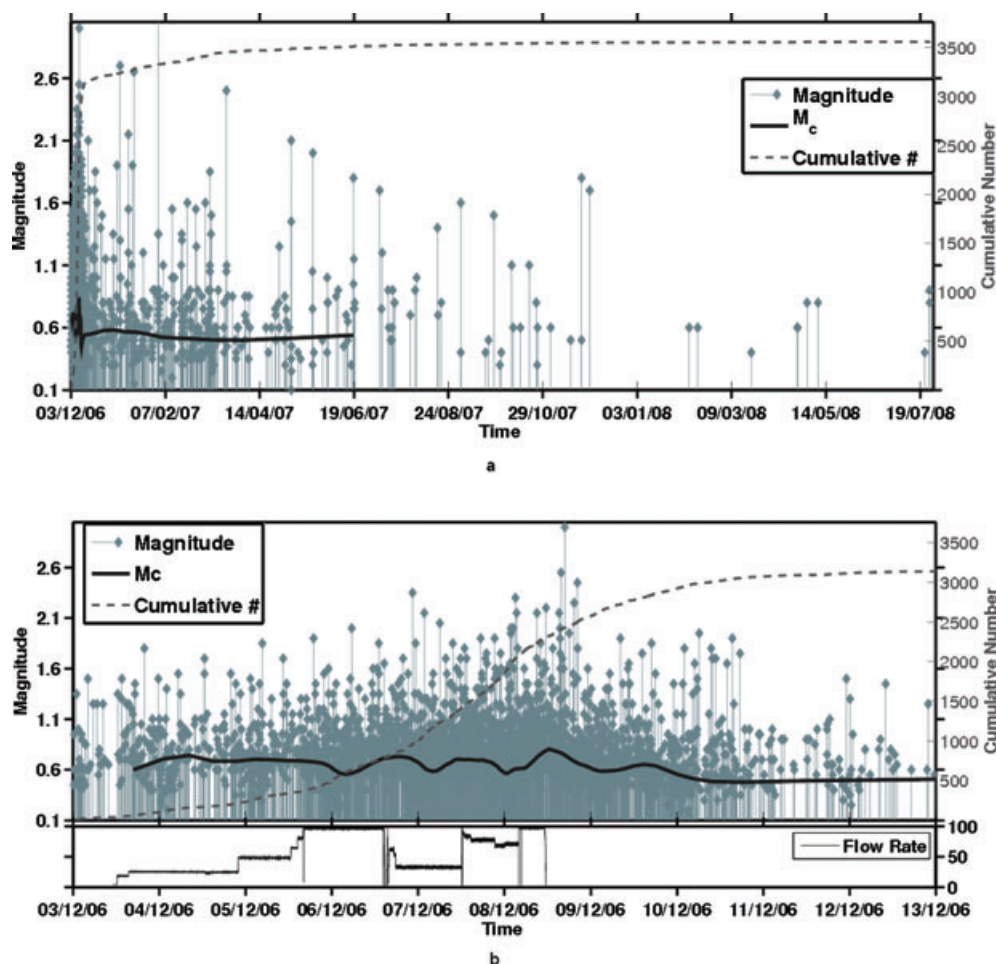 2.6
2.1
1.6
1.1
0.6
0.1
Magnitude
3500
3000
2500
2000
1500
1000
500
Cumulative Number
Magnitude
Mc
Cumulative #
03/12/06 07/02/07 14/04/07 19/06/07 24/08/07 29/10/07 03/01/08 09/03/08 14/05/08 19/07/08
Time
a
2.6
2.1
1.6
1.1
0.6
0.1
Magnitude
3500
3000
2500
2000
1500
1000
500
Cumulative Number
Magnitude
Mc
Cumulative #
100
50
0
Flow Rate
03/12/06 04/12/06 05/12/06 06/12/06 07/12/06 08/12/06 09/12/06 10/12/06 11/12/06 12/12/06 13/12/06
Time
b